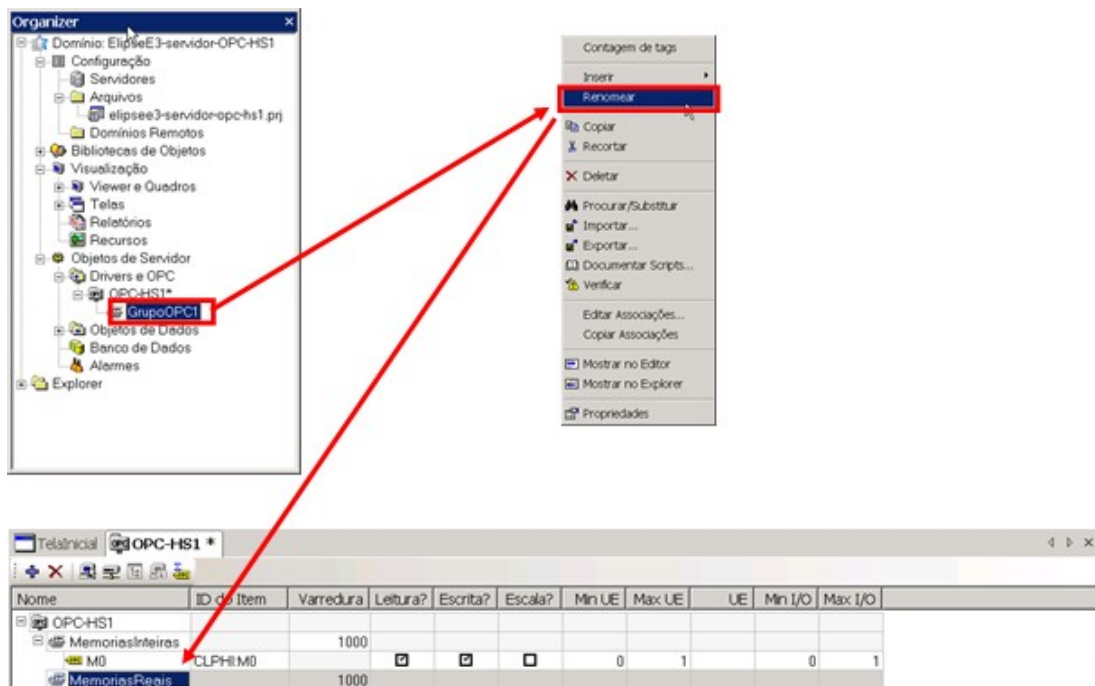 Organizer
Domínio: ElipseE3-servidor-OPC-HS1
Configuração
Servidores
Arquivos
elipsee3-servidor-opc-hs1.prj
Domínios Remotos
Bibliotecas de Objetos
Visualização
Viewer e Quadros
Telas
Relatórios
Recursos
Objetos de Servidor
Drivers e OPC
OPC-HS1*
GrupoOPC1
Objetos de Dados
Banco de Dados
Alarmes
Explorer
Contagem de tags
Inserir
Renomear
Copiar
Recortar
Deletar
Procurar/Substituir
Importar...
Exportar...
Documentar Scripts...
Verificar
Editar Associações...
Copiar Associações
Mostrar no Editor
Mostrar no Explorer
Propriedades
TelaInicial OPC-HS1 *
Nome ID do Item Varredura Leitura? Escrita? Escala? Min UE Max UE UE Min I/O Max I/O
OPC-HS1
MemoriasInteiras 1000
M0 CLPHI:M0 0 1 0 1
MemoriasReais 1000